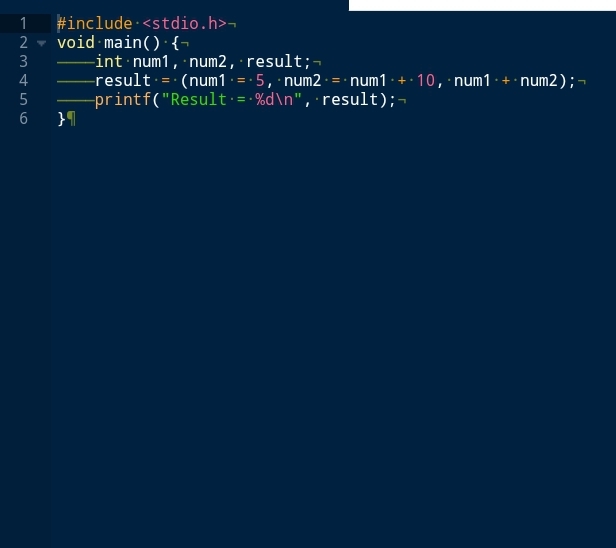 1 #include <stdio.h>
2 void main() {
3     int num1, num2, result;
4     result = (num1 = 5, num2 = num1 + 10, num1 + num2);
5     printf("Result = %d\n", result);
6 }